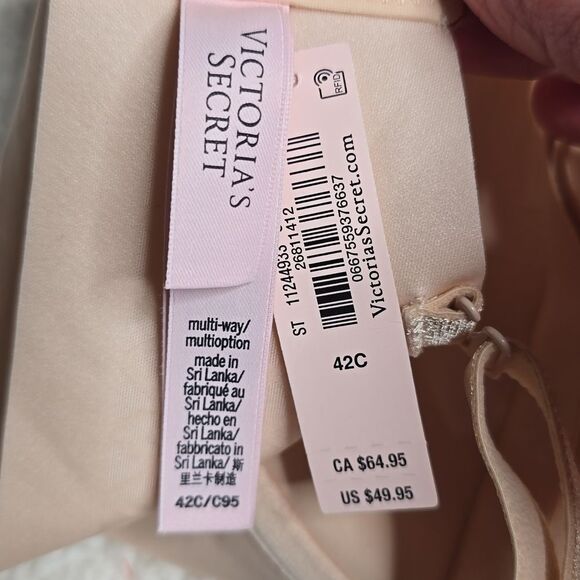 VICTORIA'S
SECRET
multi-way/
multioption
made in
Sri Lanka/
fabriqué au
Sri Lanka/
hecho en
Sri Lanka/
fabbricato in
Sri Lanka/ 斯
里兰卡制造
42C/C95
RFID
ST 11244935
26811412
0667559376637
VictoriasSecret.com
42C
CA $64.95
US $49.95